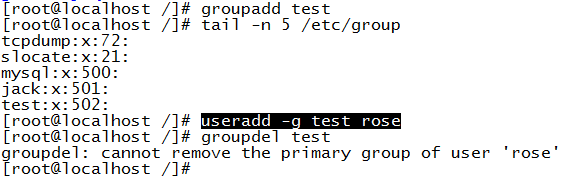 [root@localhost /]# groupadd test
[root@localhost /]# tail -n 5 /etc/group
tcpdump:x:72:
slocate:x:21:
mysql:x:500:
jack:x:501:
test:x:502:
[root@localhost /]# useradd -g test rose
[root@localhost /]# groupdel test
groupdel: cannot remove the primary group of user 'rose'
[root@localhost /]#